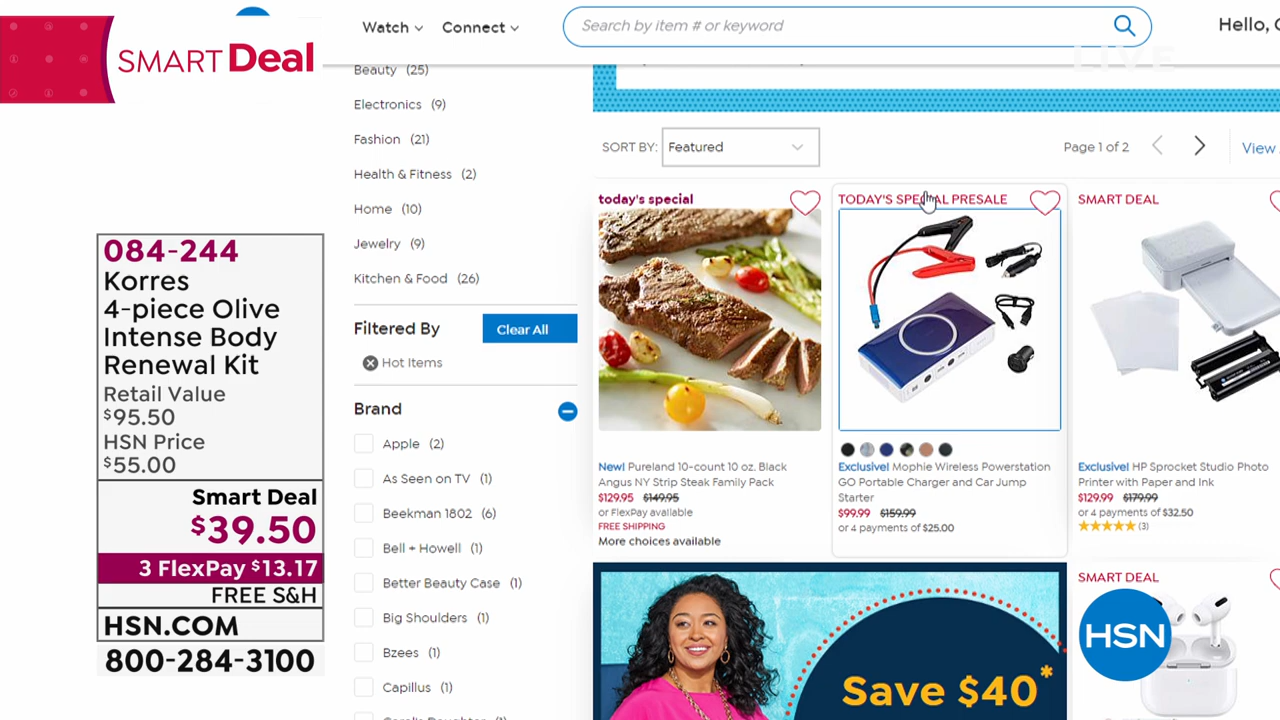 SMART Deal
084-244
Korres
4-piece Olive
Intense Body
Renewal Kit
Retail Value
$95.50
HSN Price
$55.00
Smart Deal
$39.50
3 FlexPay $13.17
FREE S&H
HSN.COM
800-284-3100
Watch
Connect
Search by item # or keyword
Hello,
LIVE
Beauty (25)
Electronics (9)
Fashion (21)
Health & Fitness (2)
Home (10)
Jewelry (9)
Kitchen & Food (26)
Filtered By
Clear All
Hot Items
Brand
Apple (2)
As Seen on TV (1)
Beekman 1802 (6)
Bell + Howell (1)
Better Beauty Case (1)
Big Shoulders (1)
Bzees (1)
Capillus (1)
SORT BY: Featured
Page 1 of 2
View
today's special
New! Pureland 10-count 10 oz. Black
Angus NY Strip Steak Family Pack
$129.95 $149.95
or FlexPay available
FREE SHIPPING
More choices available
TODAY'S SPECIAL PRESALE
Exclusive! Mophie Wireless Powerstation
GO Portable Charger and Car Jump
Starter
$99.99 $159.99
or 4 payments of $25.00
SMART DEAL
Exclusive! HP Sprocket Studio Photo
Printer with Paper and Ink
$129.99 $179.99
or 4 payments of $32.50
(3)
Save $40*
SMART DEAL
HSN